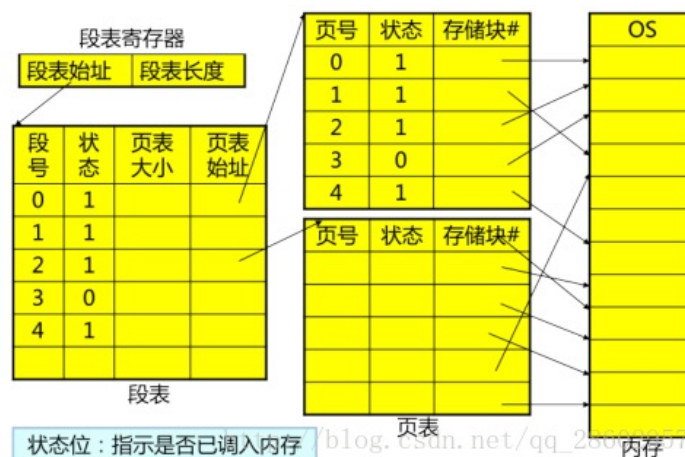 段表寄存器
段表始址 段表长度
段号 状态 页表大小 页表始址
0 1
1 1
2 1
3 0
4 1
段表
页号 状态 存储块#
0 1
1 1
2 1
3 0
4 1
页号 状态 存储块#
页表
OS
内存
状态位：指示是否已调入内存